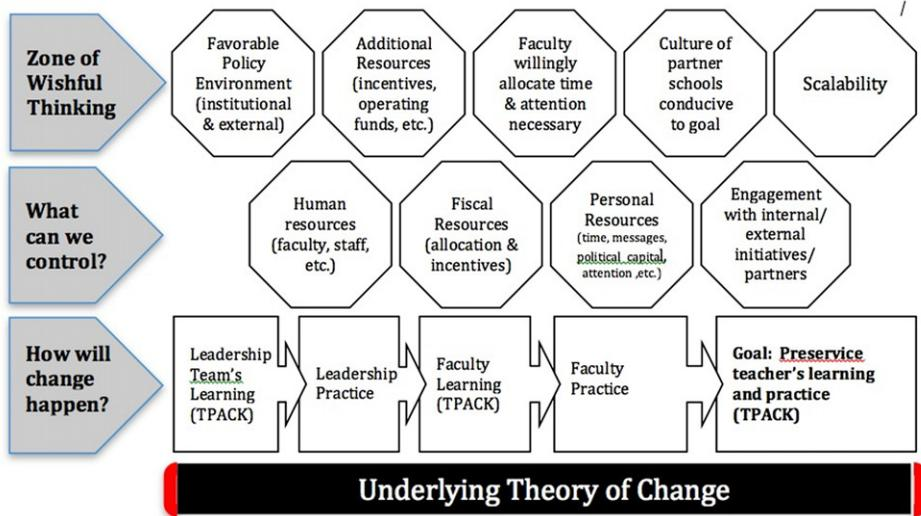 Zone of
Wishful
Thinking
Favorable
Policy
Environment
(institutional
& external)
Additional
Resources
(incentives,
operating
funds, etc.)
Faculty
willingly
allocate time
& attention
necessary
Culture of
partner
schools
conducive
to goal
Scalability
/
What
can we
control?
Human
resources
(faculty, staff,
etc.)
Fiscal
Resources
(allocation &
incentives)
Personal
Resources
(time, messages,
political capital,
attention ,etc.)
Engagement
with internal/
external
initiatives/
partners
How will
change
happen?
Leadership
Team's
Learning
(TPACK)
Leadership
Practice
Faculty
Learning
(TPACK)
Faculty
Practice
Goal: Preservice
teacher's learning
and practice
(TPACK)
Underlying Theory of Change